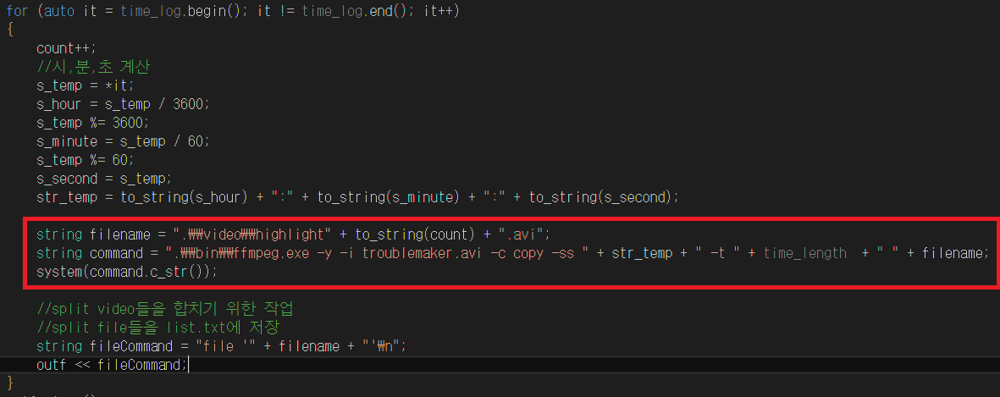 for (auto it = time_log.begin(); it != time_log.end(); it++)
{
count++;
//시,분,초 계산
s_temp = *it;
s_hour = s_temp / 3600;
s_temp %= 3600;
s_minute = s_temp / 60;
s_temp %= 60;
s_second = s_temp;
str_temp = to_string(s_hour) + ":" + to_string(s_minute) + ":" + to_string(s_second);
string filename = ".₩₩video₩₩highlight" + to_string(count) + ".avi";
string command = ".₩₩bin₩₩ffmpeg.exe -y -i troublemaker.avi -c copy -ss " + str_temp + " -t " + time_length + " " + filename;
system(command.c_str());
//split video들을 합치기 위한 작업
//split file들을 list.txt에 저장
string fileCommand = "file '" + filename + "'₩n";
outf << fileCommand;
}